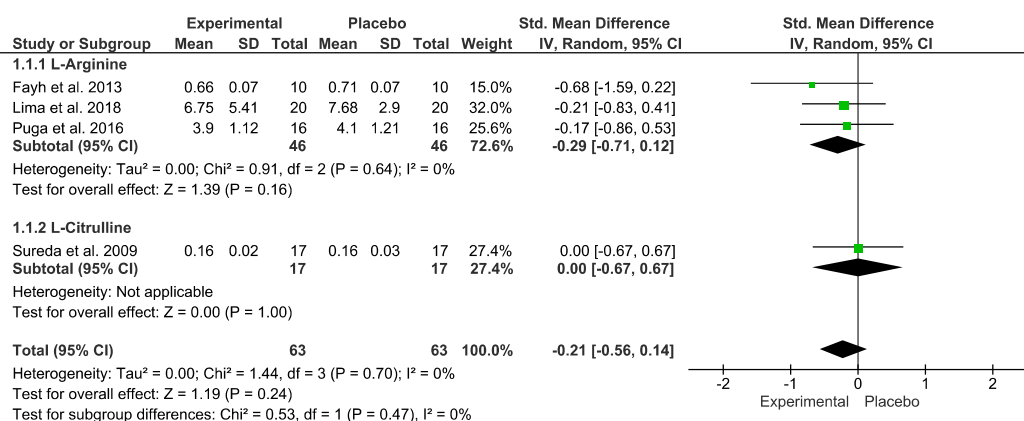 Experimental Placebo Std. Mean Difference Std. Mean Difference
Study or Subgroup Mean SD Total Mean SD Total Weight IV, Random, 95% CI IV, Random, 95% CI
1.1.1 L-Arginine
Fayh et al. 2013 0.66 0.07 10 0.71 0.07 10 15.0% -0.68 [-1.59, 0.22]
Lima et al. 2018 6.75 5.41 20 7.68 2.9 20 32.0% -0.21 [-0.83, 0.41]
Puga et al. 2016 3.9 1.12 16 4.1 1.21 16 25.6% -0.17 [-0.86, 0.53]
Subtotal (95% CI) 46 46 72.6% -0.29 [-0.71, 0.12]
Heterogeneity: Tau² = 0.00; Chi² = 0.91, df = 2 (P = 0.64); I² = 0%
Test for overall effect: Z = 1.39 (P = 0.16)
1.1.2 L-Citrulline
Sureda et al. 2009 0.16 0.02 17 0.16 0.03 17 27.4% 0.00 [-0.67, 0.67]
Subtotal (95% CI) 17 17 27.4% 0.00 [-0.67, 0.67]
Heterogeneity: Not applicable
Test for overall effect: Z = 0.00 (P = 1.00)
Total (95% CI) 63 63 100.0% -0.21 [-0.56, 0.14]
Heterogeneity: Tau² = 0.00; Chi² = 1.44, df = 3 (P = 0.70); I² = 0%
Test for overall effect: Z = 1.19 (P = 0.24)
Test for subgroup differences: Chi² = 0.53, df = 1 (P = 0.47), I² = 0%
-2 -1 0 1 2
Experimental Placebo